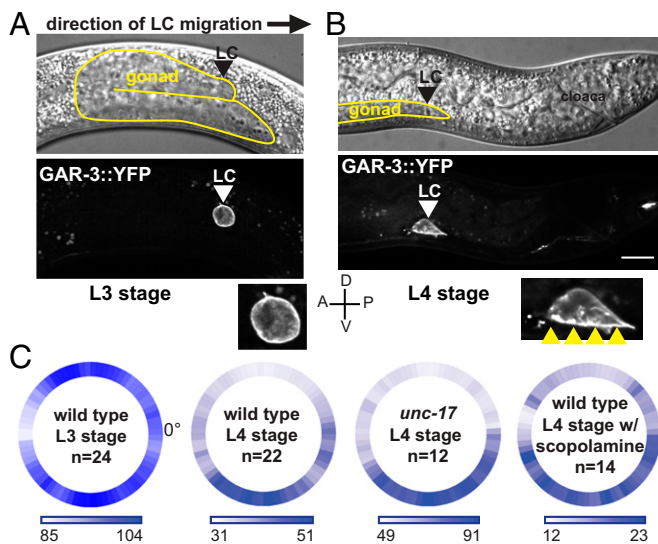 A
direction of LC migration
B
LC
gonad
LC
gonad
cloaca
GAR-3::YFP
LC
GAR-3::YFP
LC
L3 stage
D
A P
V
L4 stage
C
wild type
L3 stage
n=24
0°
wild type
L4 stage
n=22
unc-17
L4 stage
n=12
wild type
L4 stage w/
scopolamine
n=14
85 104
31 51
49 91
12 23